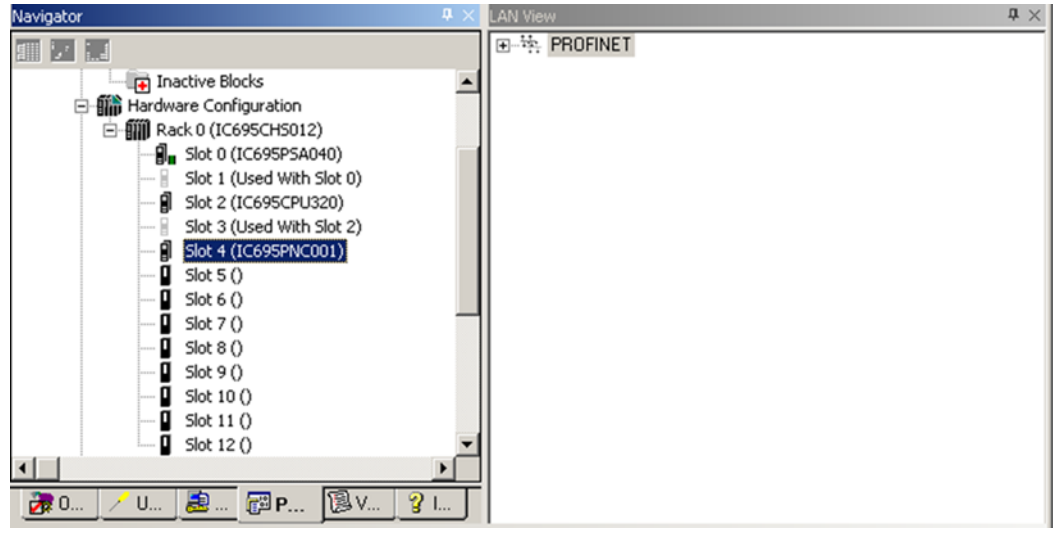 Navigator
Inactive Blocks
Hardware Configuration
Rack 0 (IC695CHS012)
Slot 0 (IC695PSA040)
Slot 1 (Used With Slot 0)
Slot 2 (IC695CPU320)
Slot 3 (Used With Slot 2)
Slot 4 (IC695PNC001)
Slot 5 ()
Slot 6 ()
Slot 7 ()
Slot 8 ()
Slot 9 ()
Slot 10 ()
Slot 11 ()
Slot 12 ()
O... U... ... P... V... I...
LAN View
PROFINET